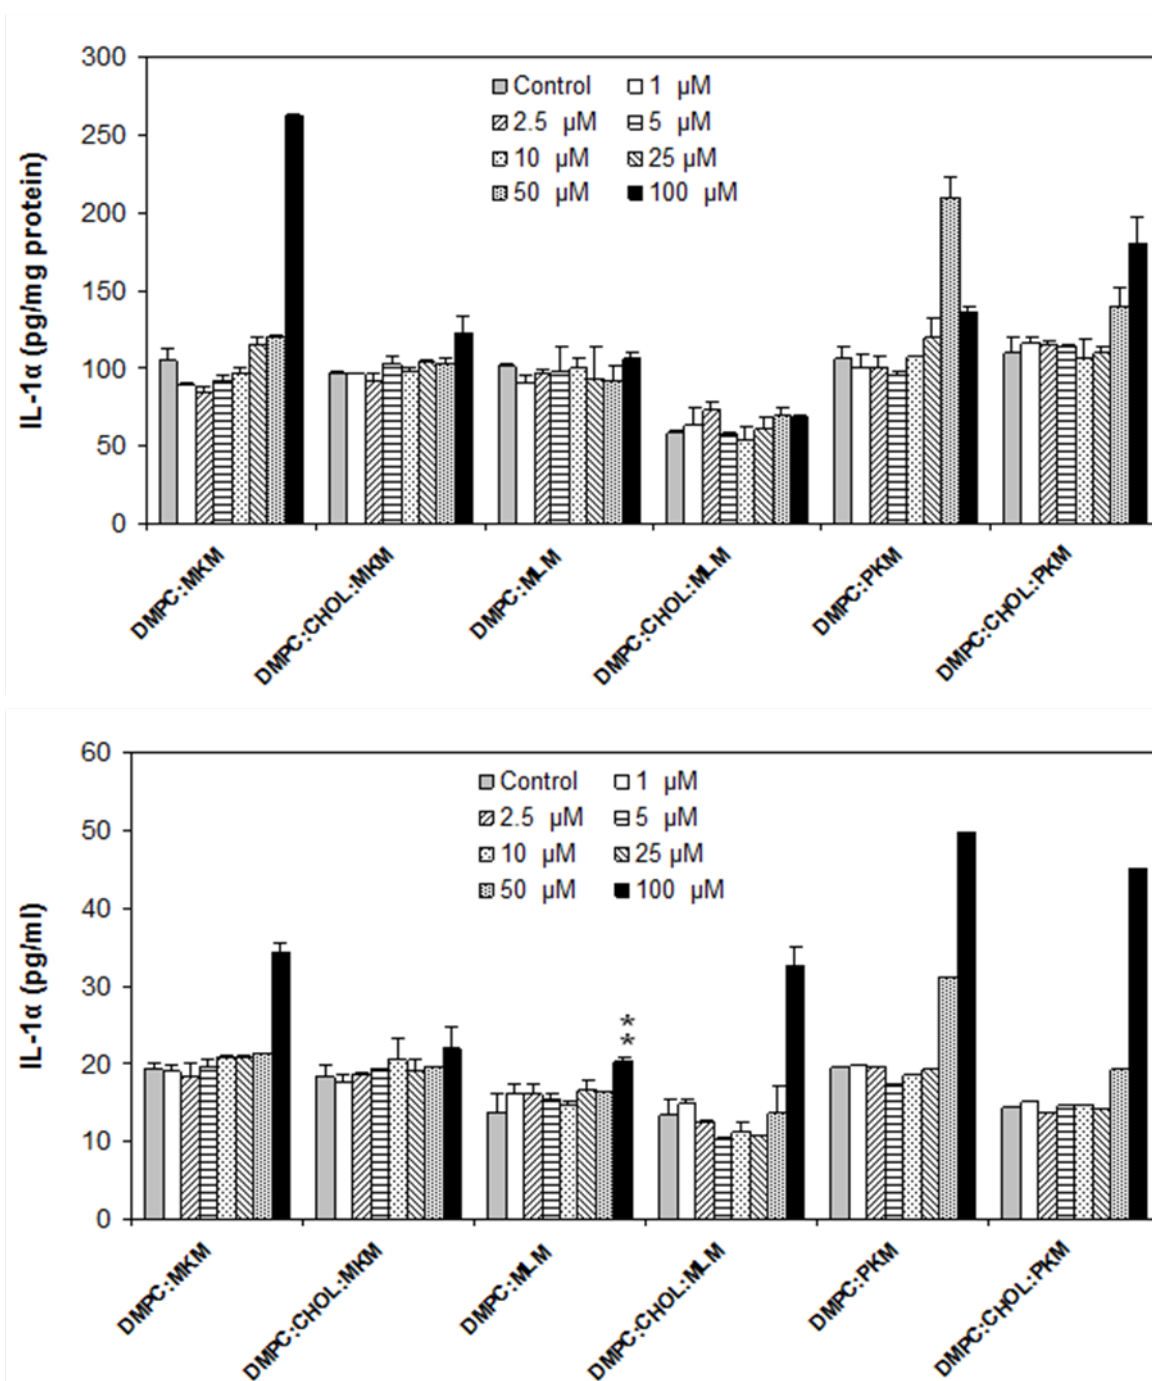 IL-1α (pg/mg protein)
300
250
200
150
100
50
0
Control 1 µM
2.5 µM 5 µM
10 µM 25 µM
50 µM 100 µM
DMPC:MKM
DMPC:CHOL:MKM
DMPC:MLM
DMPC:CHOL:MLM
DMPC:PKM
DMPC:CHOL:PKM
IL-1α (pg/ml)
60
50
40
30
20
10
0
Control 1 µM
2.5 µM 5 µM
10 µM 25 µM
50 µM 100 µM
**
DMPC:MKM
DMPC:CHOL:MKM
DMPC:MLM
DMPC:CHOL:MLM
DMPC:PKM
DMPC:CHOL:PKM